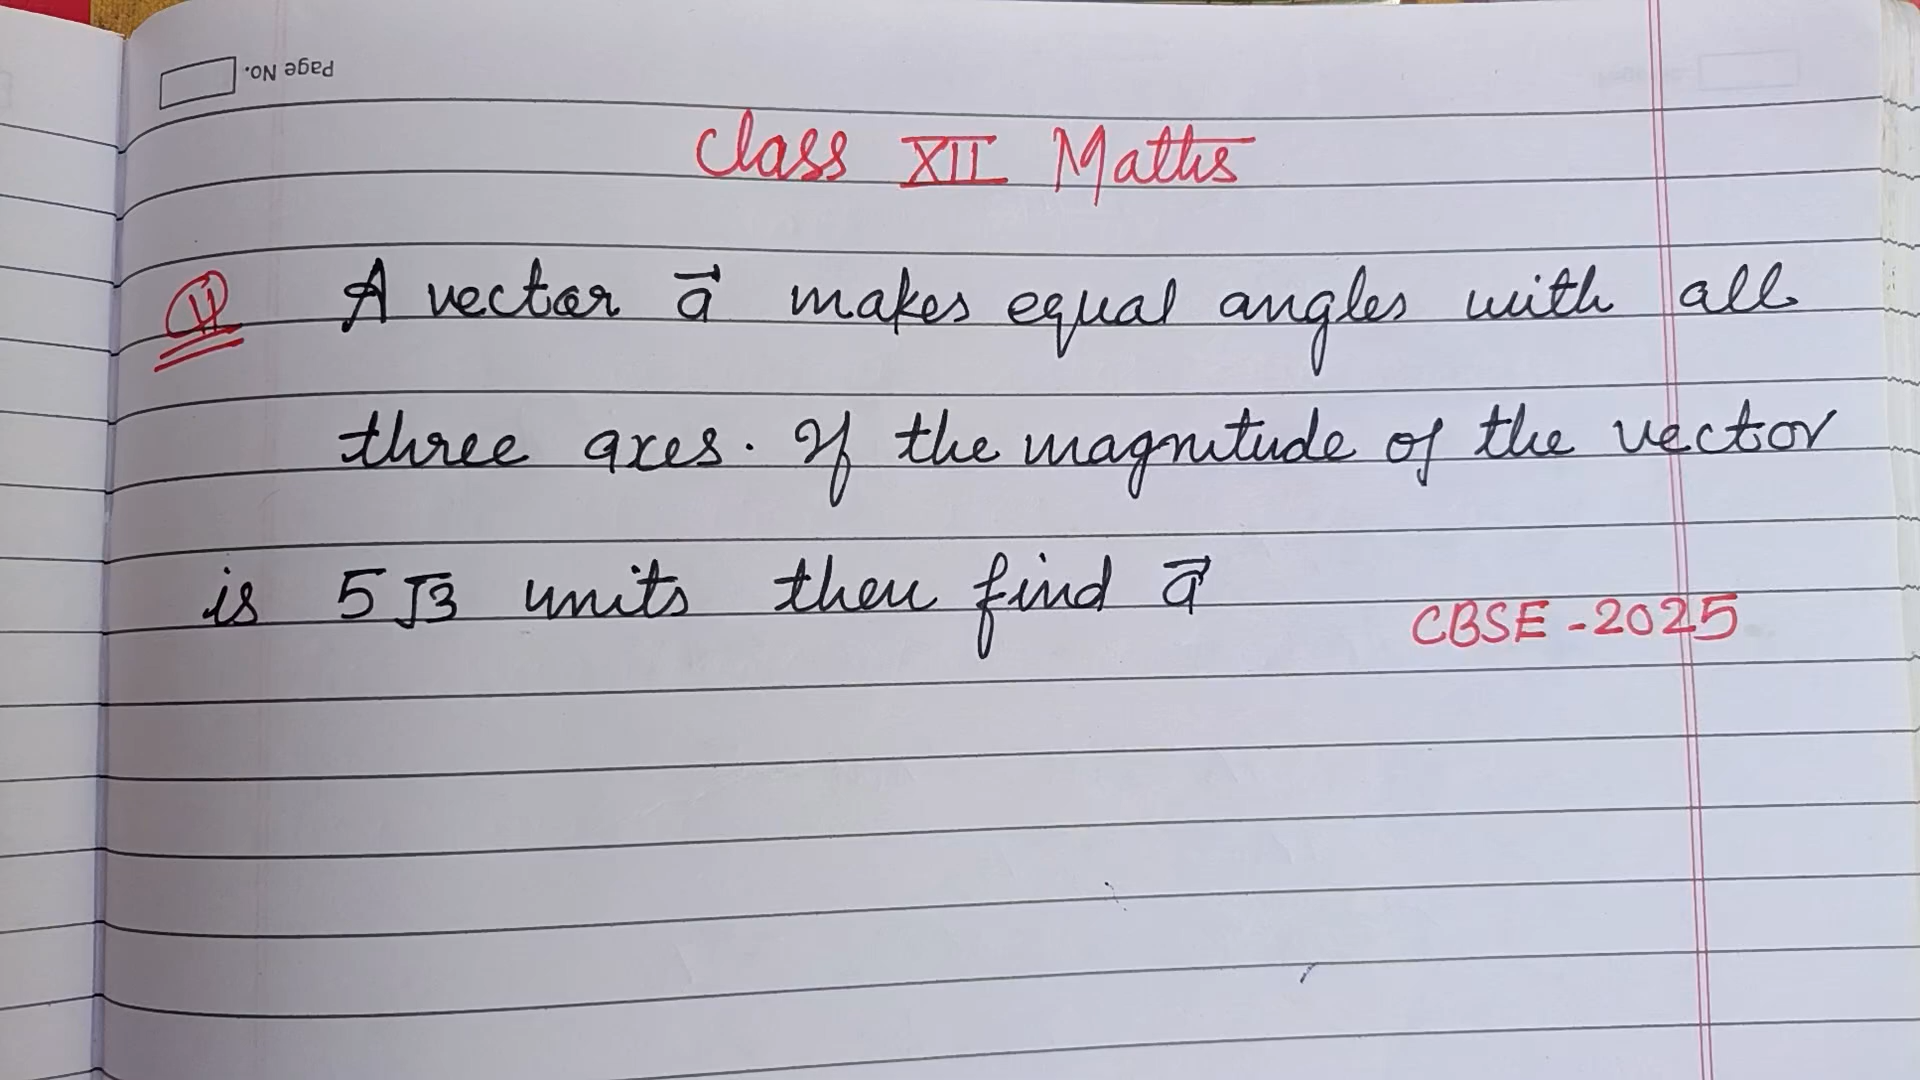 Page No.
Class XII Maths
Q A vector a⃗ makes equal angles with all
three axes. If the magnitude of the vector
is 5√3 units then find a⃗
CBSE - 2025